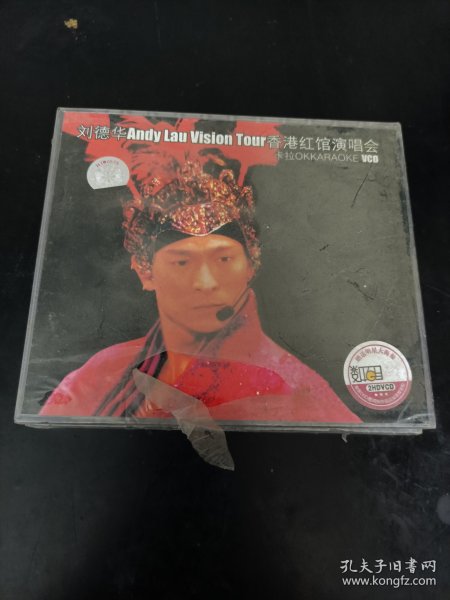 刘德华Andy Lau Vision Tour香港红馆演唱会
卡拉OKKARAOKE VCD
2HDVCD
孔夫子旧书网
www.kongfz.com